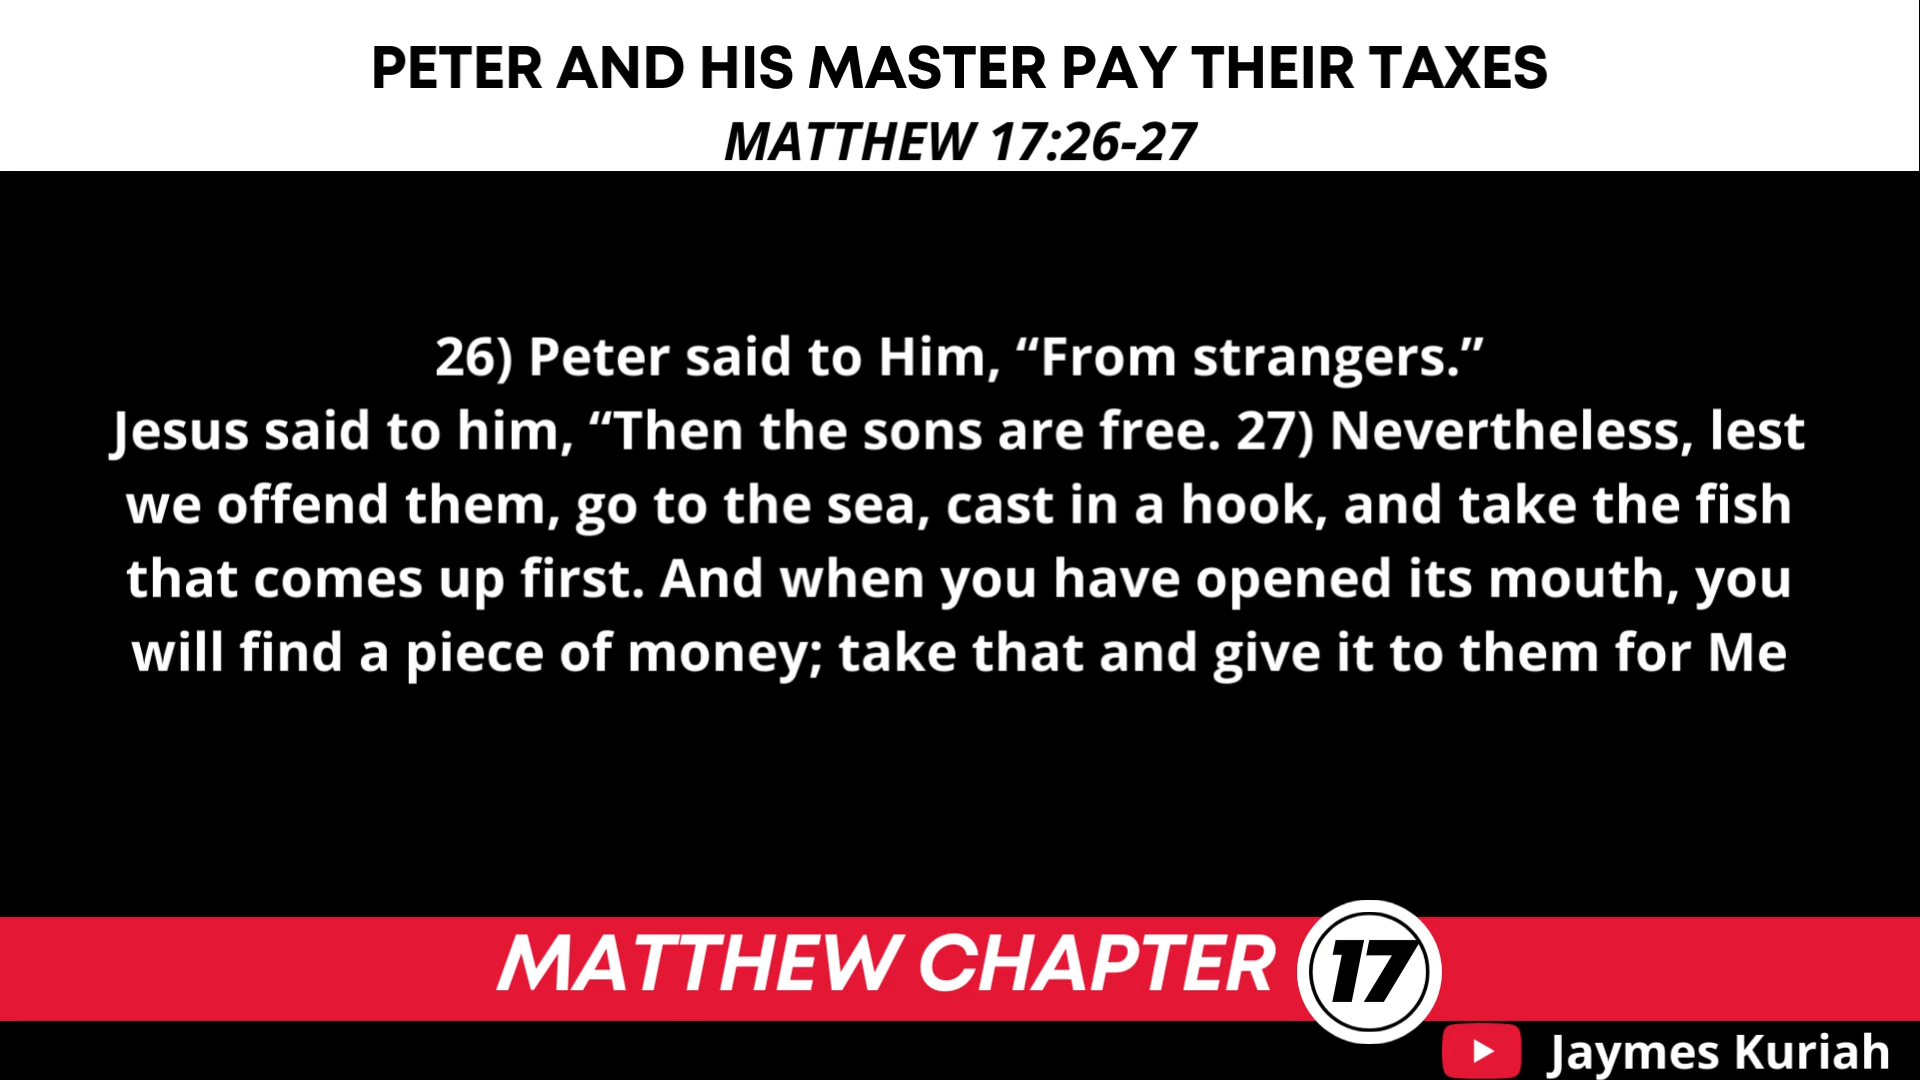 PETER AND HIS MASTER PAY THEIR TAXES
MATTHEW 17:26-27
26) Peter said to Him, “From strangers.”
Jesus said to him, “Then the sons are free. 27) Nevertheless, lest
we offend them, go to the sea, cast in a hook, and take the fish
that comes up first. And when you have opened its mouth, you
will find a piece of money; take that and give it to them for Me
MATTHEW CHAPTER 17
Jaymes Kuriah